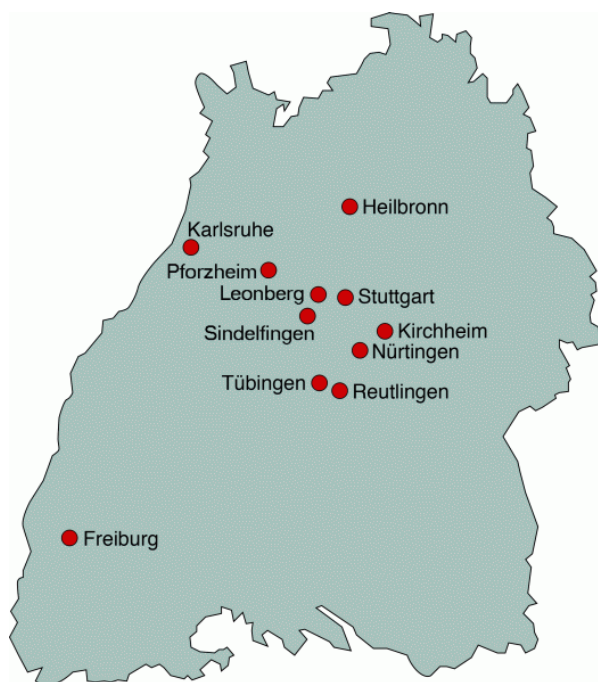 Heilbronn
Karlsruhe
Pforzheim
Leonberg
Stuttgart
Sindelfingen
Kirchheim
Nürtingen
Tübingen
Reutlingen
Freiburg